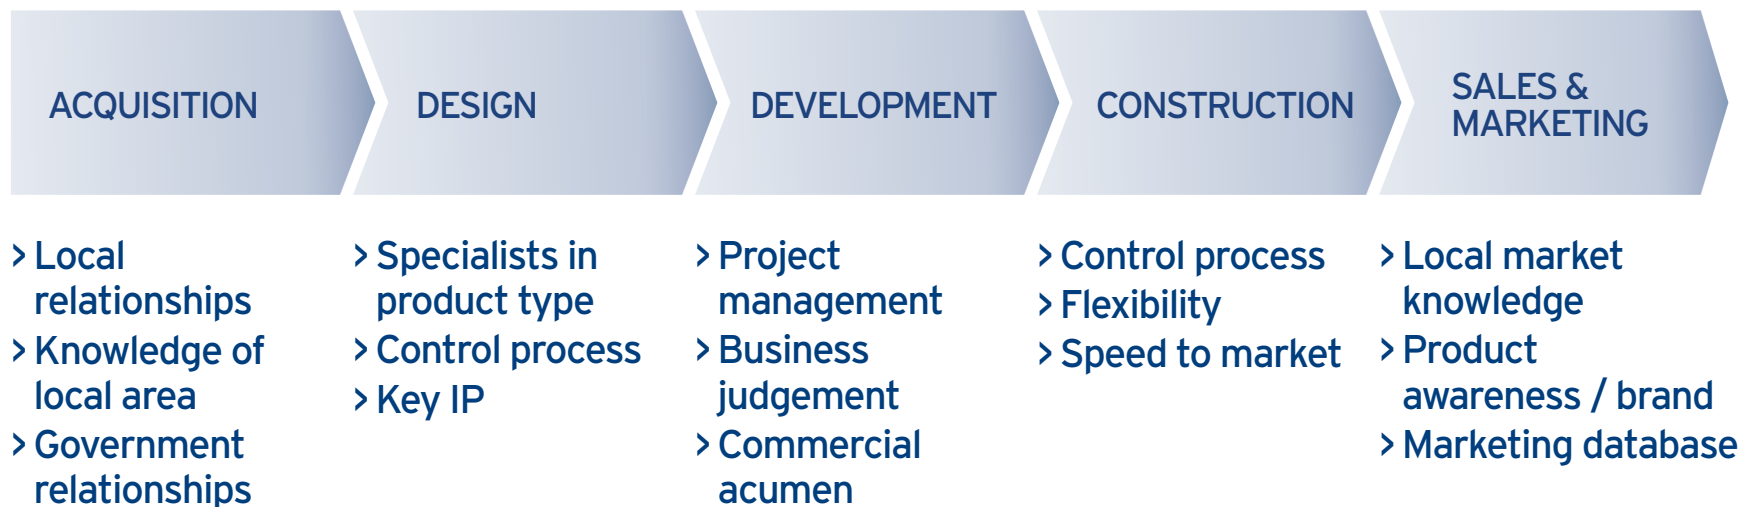 ACQUISITION
DESIGN
DEVELOPMENT
CONSTRUCTION
SALES &
MARKETING
> Local
relationships
> Knowledge of
local area
> Government
relationships
> Specialists in
product type
> Control process
> Key IP
> Project
management
> Business
judgement
> Commercial
acumen
> Control process
> Flexibility
> Speed to market
> Local market
knowledge
> Product
awareness / brand
> Marketing database